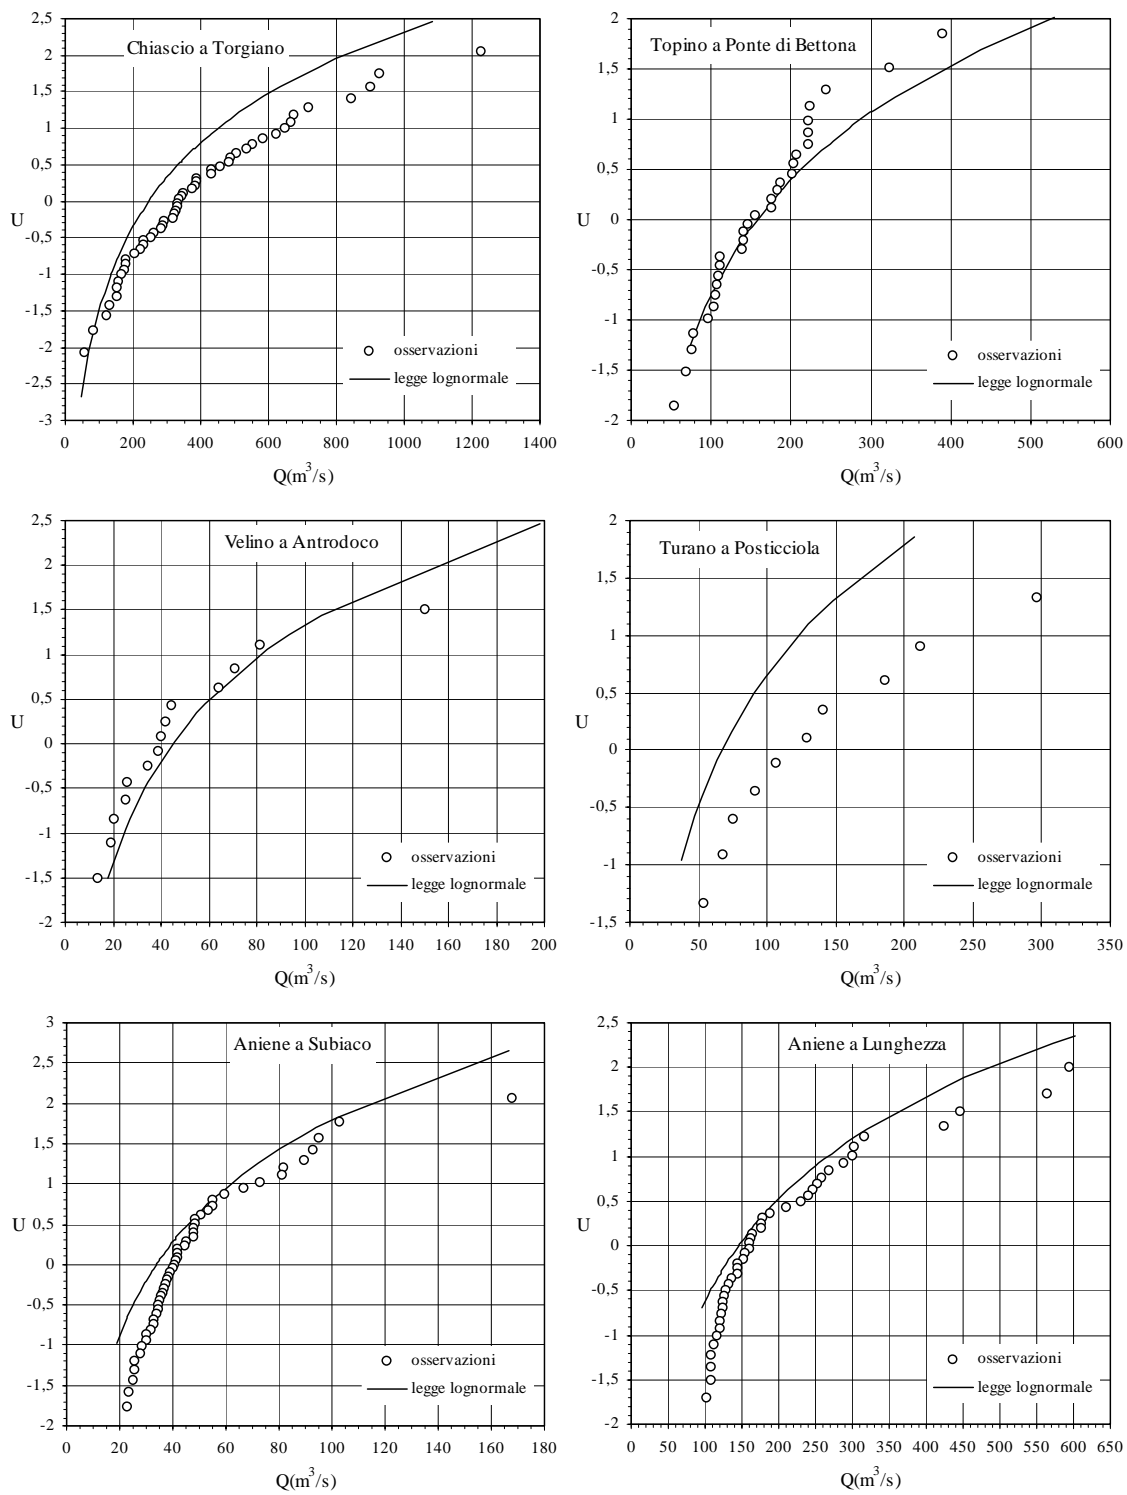 Chiascio a Torgiano
2,5
2
1,5
1
0,5
0
-0,5
-1
-1,5
-2
-2,5
-3
U
osservazioni
legge lognormale
0 200 400 600 800 1000 1200 1400
Q(m³/s)
Topino a Ponte di Bettona
2
1,5
1
0,5
0
-0,5
-1
-1,5
-2
U
osservazioni
legge lognormale
0 100 200 300 400 500 600
Q(m³/s)
Velino a Antrodoco
2,5
2
1,5
1
0,5
0
-0,5
-1
-1,5
-2
U
osservazioni
legge lognormale
0 20 40 60 80 100 120 140 160 180 200
Q(m³/s)
Turano a Posticciola
2
1,5
1
0,5
0
-0,5
-1
-1,5
U
osservazioni
legge lognormale
0 50 100 150 200 250 300 350
Q(m³/s)
Aniene a Subiaco
3
2,5
2
1,5
1
0,5
0
-0,5
-1
-1,5
-2
U
osservazioni
legge lognormale
0 20 40 60 80 100 120 140 160 180
Q(m³/s)
Aniene a Lunghezza
2,5
2
1,5
1
0,5
0
-0,5
-1
-1,5
-2
U
osservazioni
legge lognormale
0 50 100 150 200 250 300 350 400 450 500 550 600 650
Q(m³/s)